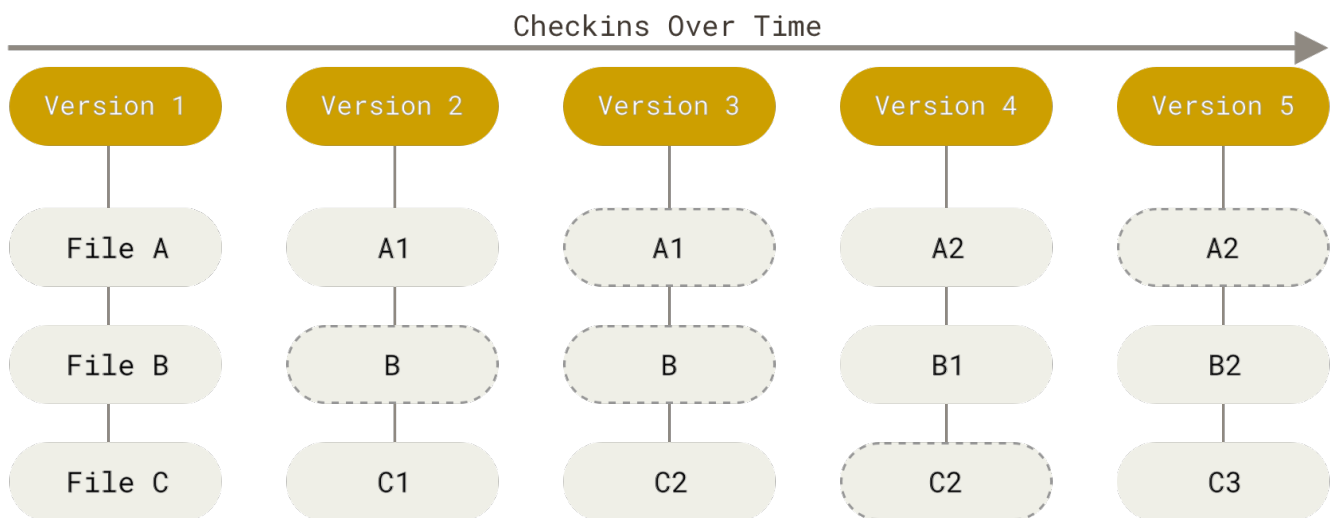 Checkins Over Time
Version 1 Version 2 Version 3 Version 4 Version 5
File A A1 A1 A2 A2
File B B B B1 B2
File C C1 C2 C2 C3